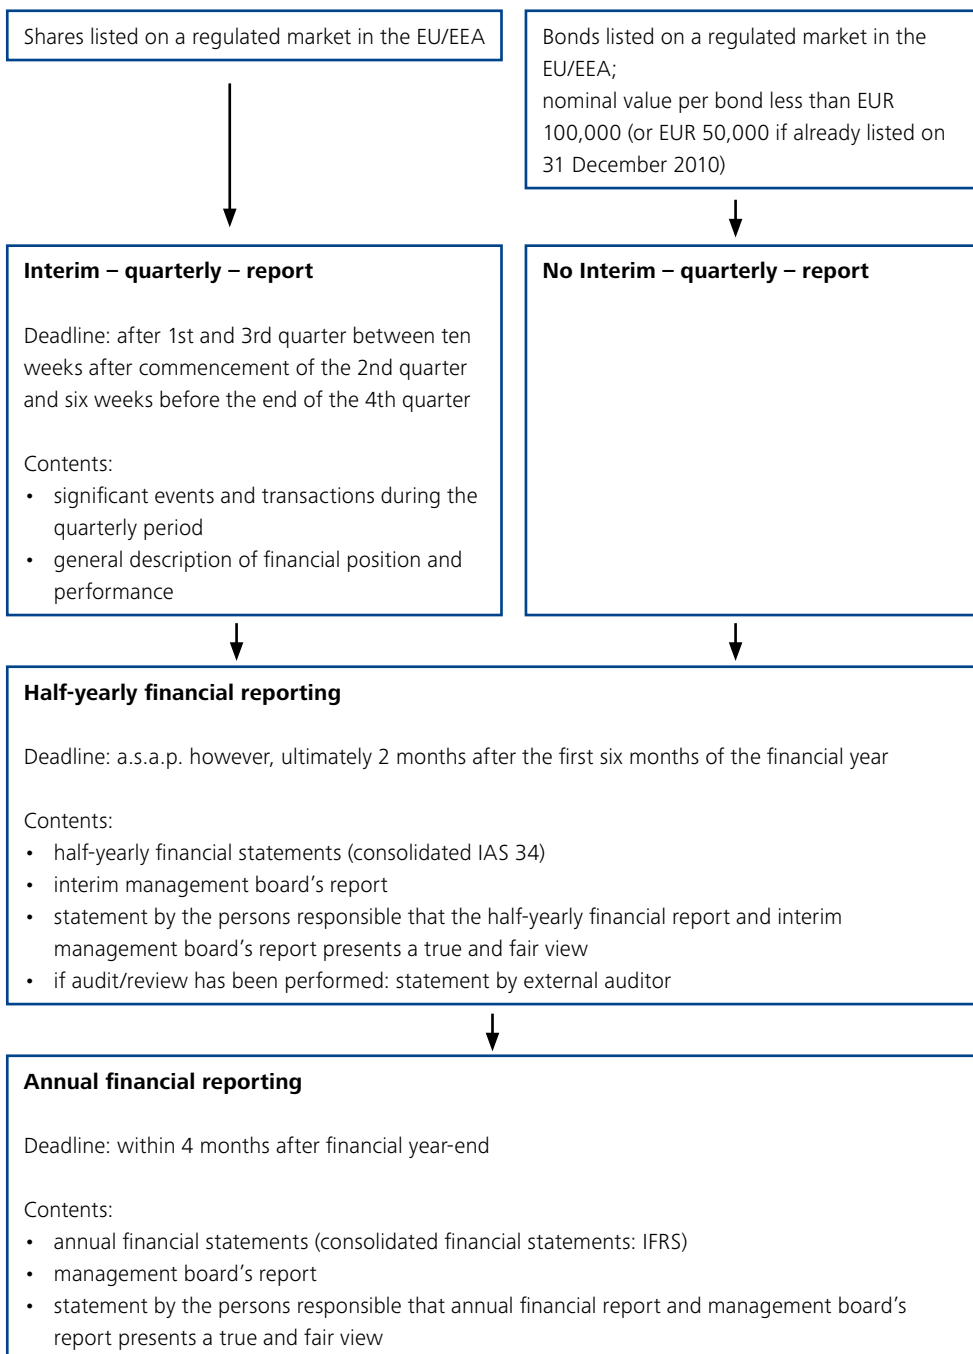 Shares listed on a regulated market in the EU/EEA
Bonds listed on a regulated market in the
EU/EEA;
nominal value per bond less than EUR
100,000 (or EUR 50,000 if already listed on
31 December 2010)
Interim – quarterly – report
Deadline: after 1st and 3rd quarter between ten
weeks after commencement of the 2nd quarter
and six weeks before the end of the 4th quarter
Contents:
• significant events and transactions during the
quarterly period
• general description of financial position and
performance
No Interim – quarterly – report
Half-yearly financial reporting
Deadline: a.s.a.p. however, ultimately 2 months after the first six months of the financial year
Contents:
• half-yearly financial statements (consolidated IAS 34)
• interim management board’s report
• statement by the persons responsible that the half-yearly financial report and interim
management board’s report presents a true and fair view
• if audit/review has been performed: statement by external auditor
Annual financial reporting
Deadline: within 4 months after financial year-end
Contents:
• annual financial statements (consolidated financial statements: IFRS)
• management board’s report
• statement by the persons responsible that annual financial report and management board’s
report presents a true and fair view